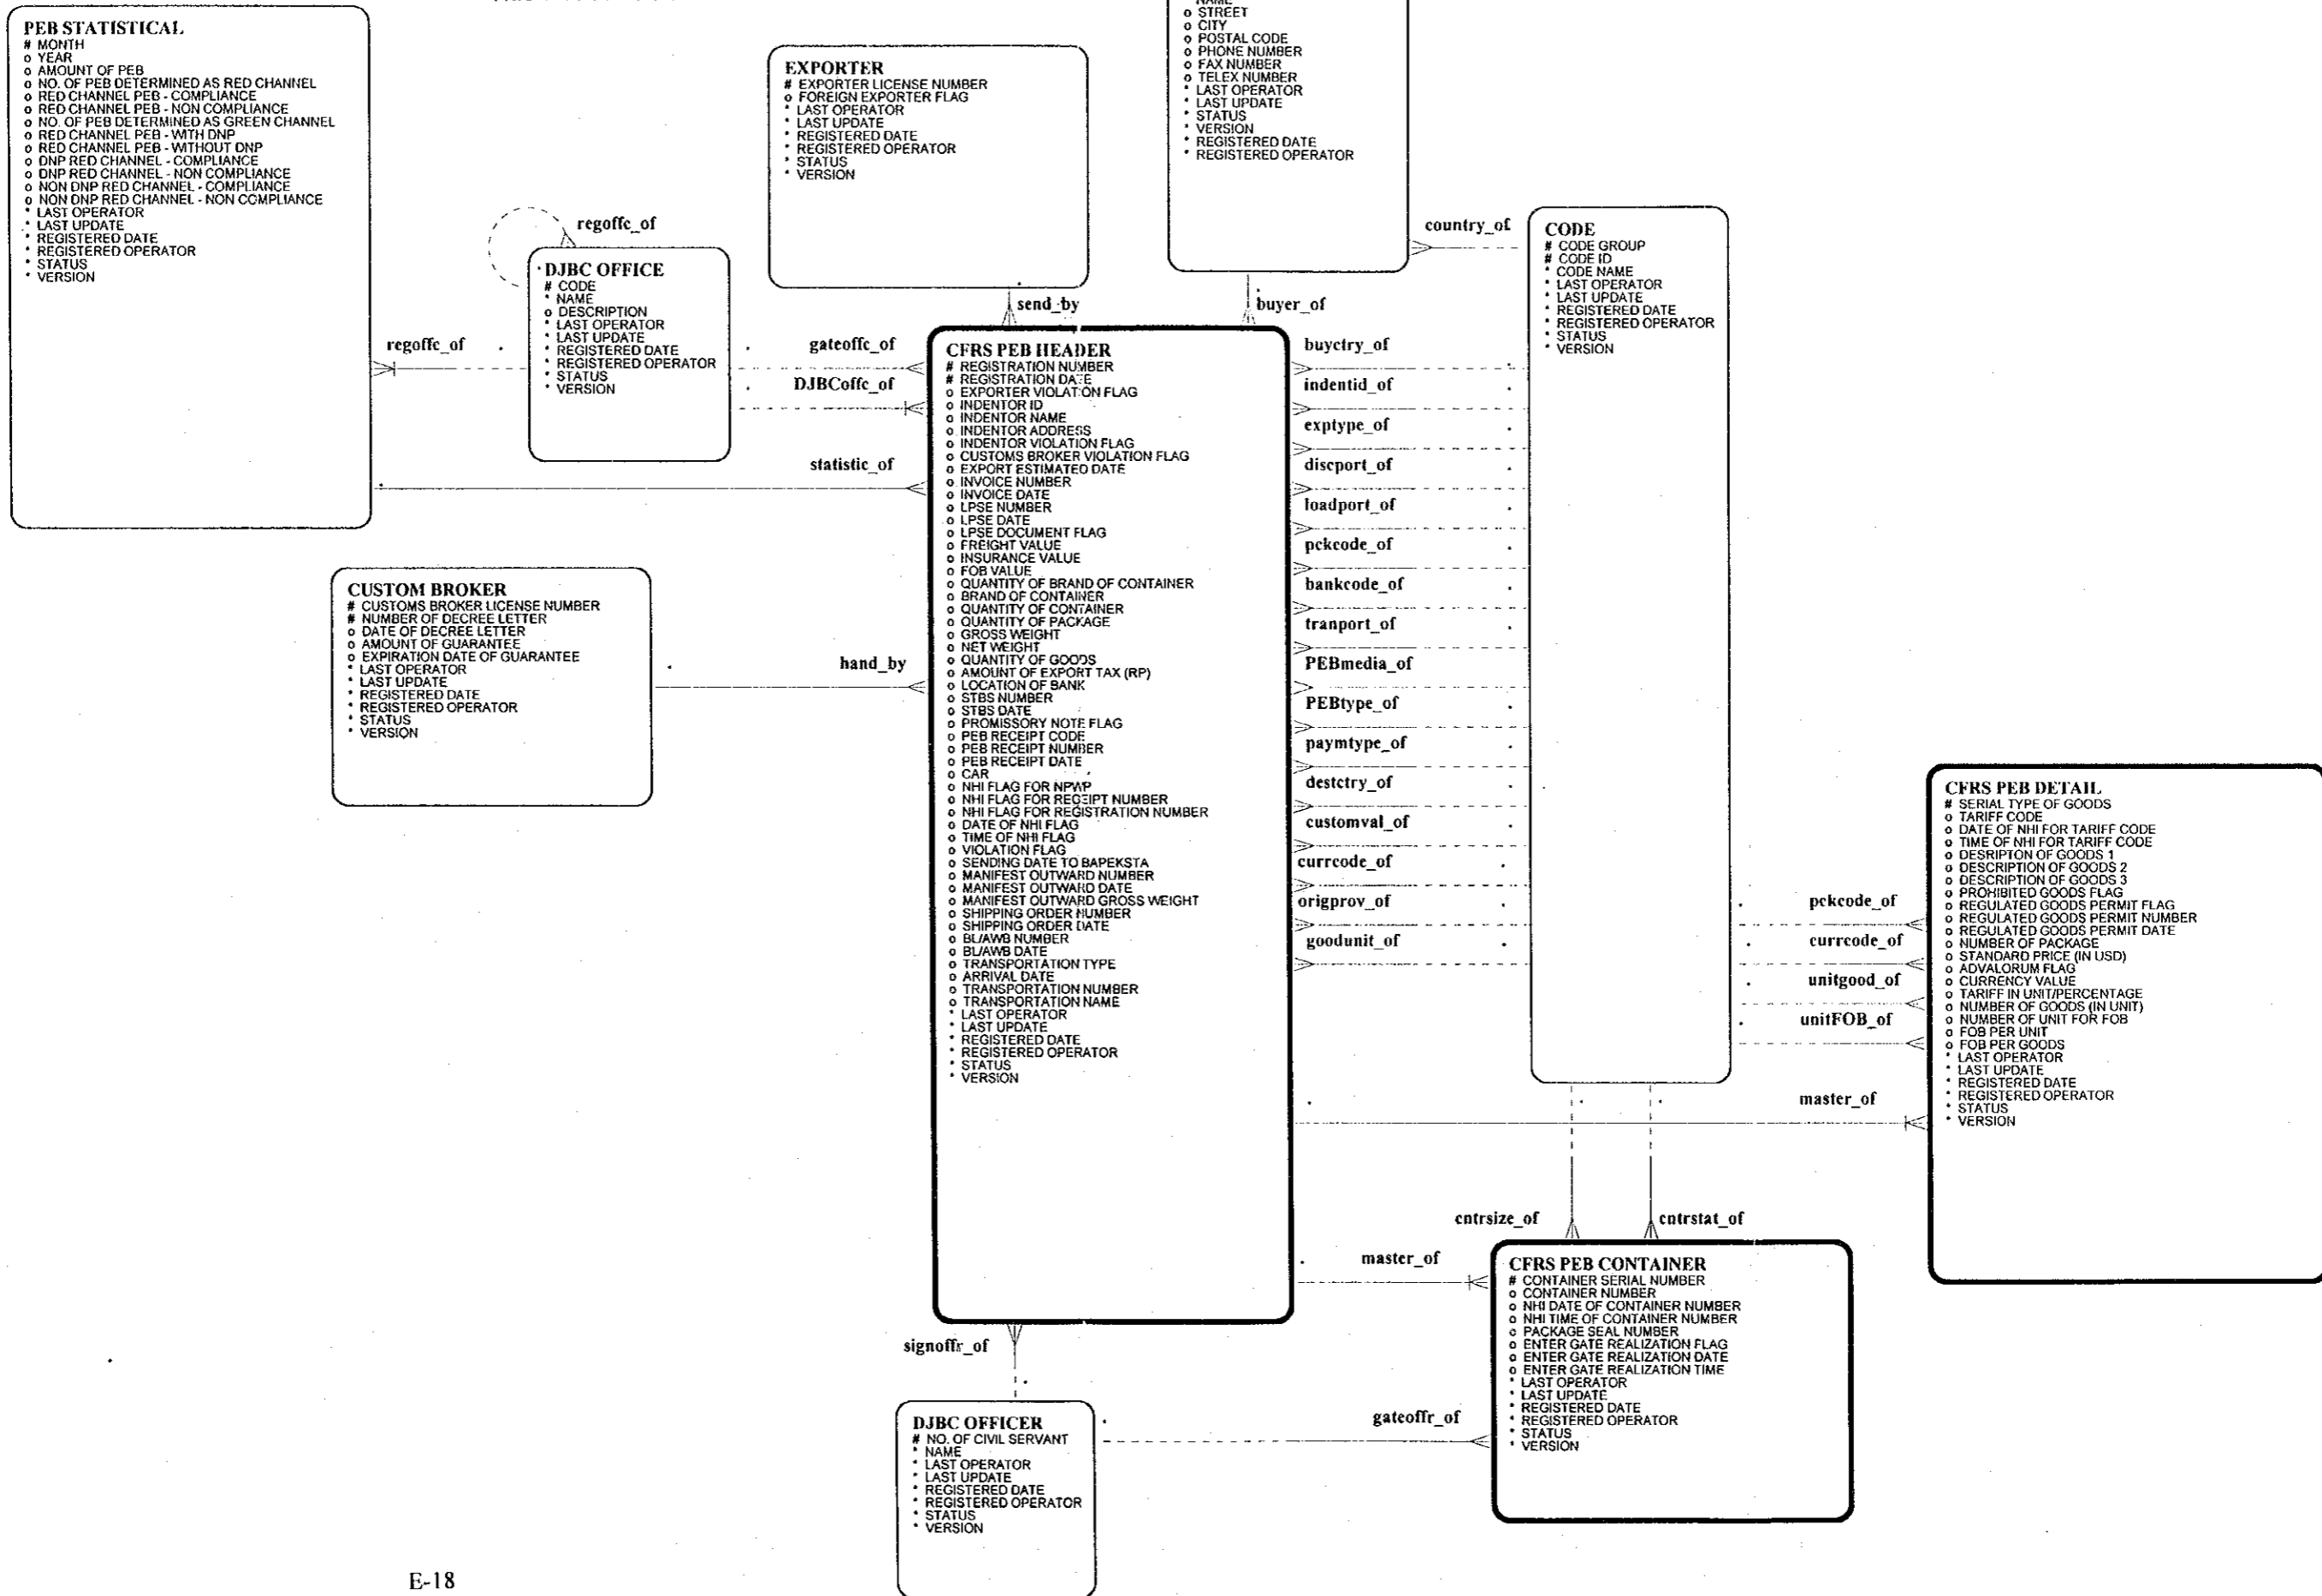 PEB STATISTICAL
# MONTH
o YEAR
o AMOUNT OF PEB
o NO. OF PEB DETERMINED AS RED CHANNEL
o RED CHANNEL PEB - COMPLIANCE
o RED CHANNEL PEB - NON COMPLIANCE
o NO. OF PEB DETERMINED AS GREEN CHANNEL
o RED CHANNEL PEB - WITH DNP
o RED CHANNEL PEB - WITHOUT DNP
o DNP RED CHANNEL - COMPLIANCE
o DNP RED CHANNEL - NON COMPLIANCE
o NON DNP RED CHANNEL - COMPLIANCE
o NON DNP RED CHANNEL - NON COMPLIANCE
* LAST OPERATOR
* LAST UPDATE
* REGISTERED DATE
* REGISTERED OPERATOR
* STATUS
* VERSION
EXPORTER
# EXPORTER LICENSE NUMBER
o FOREIGN EXPORTER FLAG
* LAST OPERATOR
* LAST UPDATE
* REGISTERED DATE
* REGISTERED OPERATOR
* STATUS
* VERSION
NAME
o STREET
o CITY
o POSTAL CODE
o PHONE NUMBER
o FAX NUMBER
o TELEX NUMBER
* LAST OPERATOR
* LAST UPDATE
* STATUS
* VERSION
* REGISTERED DATE
* REGISTERED OPERATOR
regoffc_of
DJBC OFFICE
# CODE
* NAME
o DESCRIPTION
* LAST OPERATOR
* LAST UPDATE
* REGISTERED DATE
* REGISTERED OPERATOR
* STATUS
* VERSION
country_of
CODE
# CODE GROUP
# CODE ID
* CODE NAME
* LAST OPERATOR
* LAST UPDATE
* REGISTERED DATE
* REGISTERED OPERATOR
* STATUS
* VERSION
send_by
buyer_of
regoffc_of
gateoffc_of
DJBCoffc_of
statistic_of
CFRS PEB HEADER
# REGISTRATION NUMBER
# REGISTRATION DATE
o EXPORTER VIOLATION FLAG
o INDENTOR ID
o INDENTOR NAME
o INDENTOR ADDRESS
o INDENTOR VIOLATION FLAG
o CUSTOMS BROKER VIOLATION FLAG
o EXPORT ESTIMATED DATE
o INVOICE NUMBER
o INVOICE DATE
o LPSE NUMBER
o LPSE DATE
o LPSE DOCUMENT FLAG
o FREIGHT VALUE
o INSURANCE VALUE
o FOB VALUE
o QUANTITY OF BRAND OF CONTAINER
o BRAND OF CONTAINER
o QUANTITY OF CONTAINER
o QUANTITY OF PACKAGE
o GROSS WEIGHT
o NET WEIGHT
o QUANTITY OF GOODS
o AMOUNT OF EXPORT TAX (RP)
o LOCATION OF BANK
o STBS NUMBER
o STBS DATE
o PROMISSORY NOTE FLAG
o PEB RECEIPT CODE
o PEB RECEIPT NUMBER
o PEB RECEIPT DATE
o CAR
o NHI FLAG FOR NPWP
o NHI FLAG FOR RECEIPT NUMBER
o NHI FLAG FOR REGISTRATION NUMBER
o DATE OF NHI FLAG
o TIME OF NHI FLAG
o VIOLATION FLAG
o SENDING DATE TO BAPEKSTA
o MANIFEST OUTWARD NUMBER
o MANIFEST OUTWARD DATE
o MANIFEST OUTWARD GROSS WEIGHT
o SHIPPING ORDER NUMBER
o SHIPPING ORDER DATE
o BL/AWB NUMBER
o BL/AWB DATE
o TRANSPORTATION TYPE
o ARRIVAL DATE
o TRANSPORTATION NUMBER
o TRANSPORTATION NAME
* LAST OPERATOR
* LAST UPDATE
* REGISTERED DATE
* REGISTERED OPERATOR
* STATUS
* VERSION
buyctry_of
indentid_of
exptype_of
discport_of
loadport_of
pckcode_of
bankcode_of
tranport_of
PEBmedia_of
PEBtype_of
paymtype_of
destctry_of
customval_of
currcode_of
origprov_of
goodunit_of
CUSTOM BROKER
# CUSTOMS BROKER LICENSE NUMBER
# NUMBER OF DECREE LETTER
o DATE OF DECREE LETTER
o AMOUNT OF GUARANTEE
o EXPIRATION DATE OF GUARANTEE
* LAST OPERATOR
* LAST UPDATE
* REGISTERED DATE
* REGISTERED OPERATOR
* STATUS
* VERSION
hand_by
pckcode_of
currcode_of
unitgood_of
unitFOB_of
master_of
CFRS PEB DETAIL
# SERIAL TYPE OF GOODS
o TARIFF CODE
o DATE OF NHI FOR TARIFF CODE
o TIME OF NHI FOR TARIFF CODE
o DESRIPTON OF GOODS 1
o DESCRIPTION OF GOODS 2
o DESCRIPTION OF GOODS 3
o PROHIBITED GOODS FLAG
o REGULATED GOODS PERMIT FLAG
o REGULATED GOODS PERMIT NUMBER
o REGULATED GOODS PERMIT DATE
o NUMBER OF PACKAGE
o STANDARD PRICE (IN USD)
o ADVALORUM FLAG
o CURRENCY VALUE
o TARIFF IN UNIT/PERCENTAGE
o NUMBER OF GOODS (IN UNIT)
o NUMBER OF UNIT FOR FOB
o FOB PER UNIT
o FOB PER GOODS
* LAST OPERATOR
* LAST UPDATE
* REGISTERED DATE
* REGISTERED OPERATOR
* STATUS
* VERSION
cntrsize_of
cntrstat_of
master_of
CFRS PEB CONTAINER
# CONTAINER SERIAL NUMBER
o CONTAINER NUMBER
o NHI DATE OF CONTAINER NUMBER
o NHI TIME OF CONTAINER NUMBER
o PACKAGE SEAL NUMBER
o ENTER GATE REALIZATION FLAG
o ENTER GATE REALIZATION DATE
o ENTER GATE REALIZATION TIME
* LAST OPERATOR
* LAST UPDATE
* REGISTERED DATE
* REGISTERED OPERATOR
* STATUS
* VERSION
signoffr_of
gateoffr_of
DJBC OFFICER
# NO. OF CIVIL SERVANT
* NAME
* LAST OPERATOR
* LAST UPDATE
* REGISTERED DATE
* REGISTERED OPERATOR
* STATUS
* VERSION
E-18